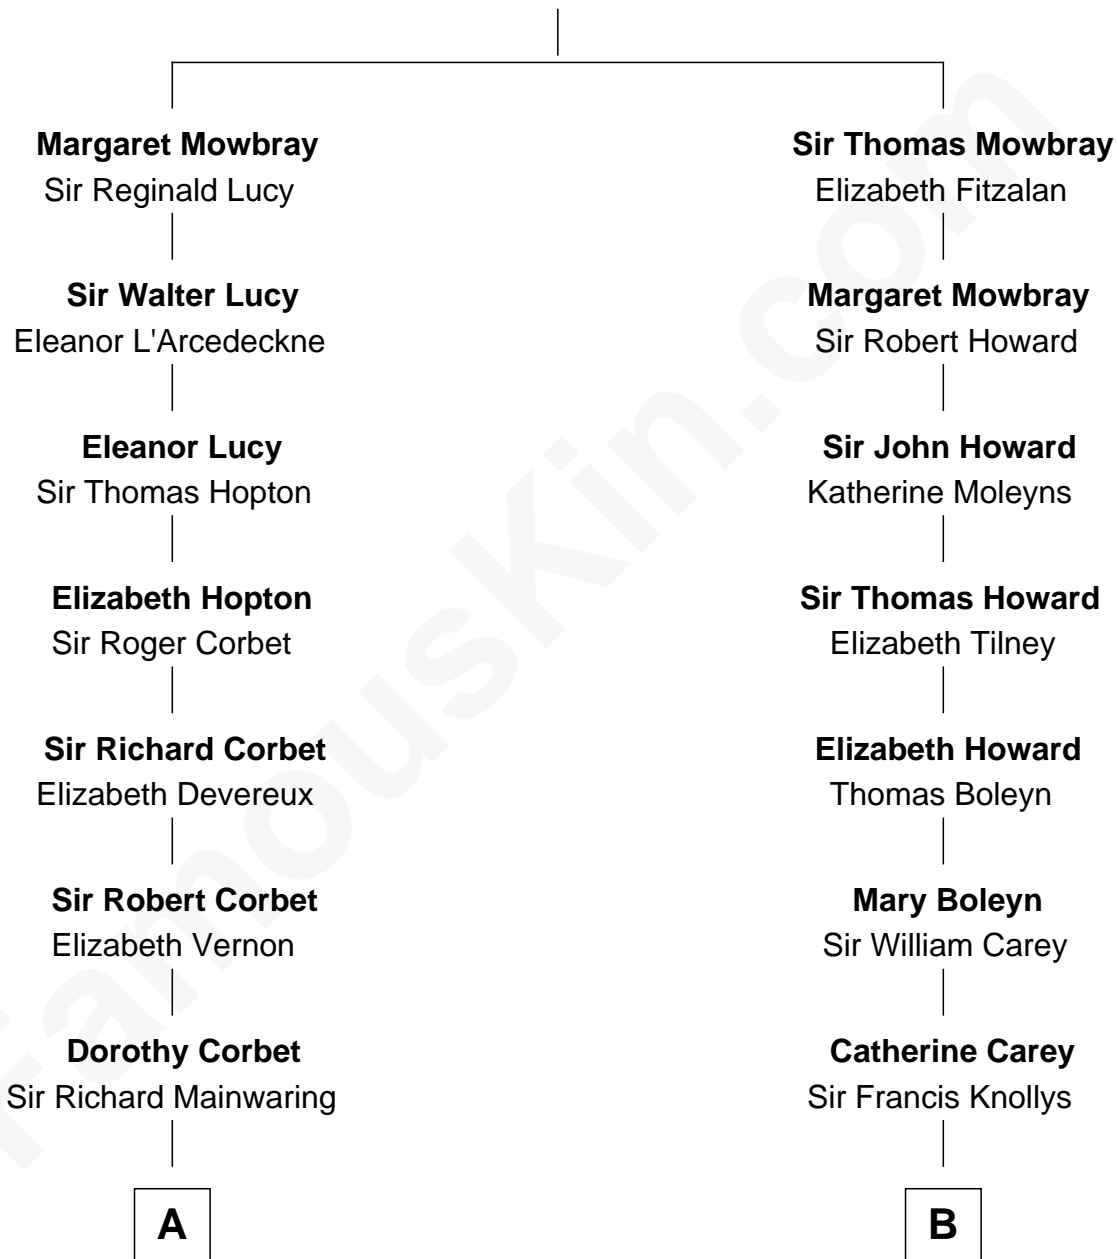 Margaret Mowbray
Sir Reginald Lucy
Sir Walter Lucy
Eleanor L'Arcedeckne
Eleanor Lucy
Sir Thomas Hopton
Elizabeth Hopton
Sir Roger Corbet
Sir Richard Corbet
Elizabeth Devereux
Sir Robert Corbet
Elizabeth Vernon
Dorothy Corbet
Sir Richard Mainwaring
A
Sir Thomas Mowbray
Elizabeth Fitzalan
Margaret Mowbray
Sir Robert Howard
Sir John Howard
Katherine Moleyns
Sir Thomas Howard
Elizabeth Tilney
Elizabeth Howard
Thomas Boleyn
Mary Boleyn
Sir William Carey
Catherine Carey
Sir Francis Knollys
B
FamousKin.com